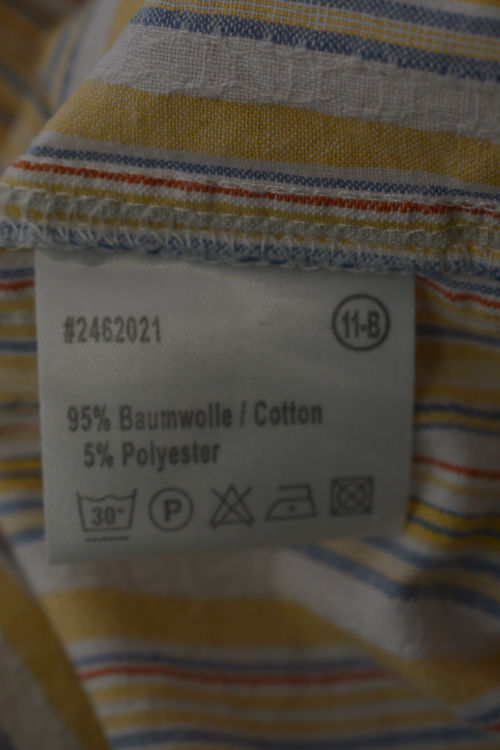 #2462021
11-B
95% Baumwolle / Cotton
5% Polyester
30° P